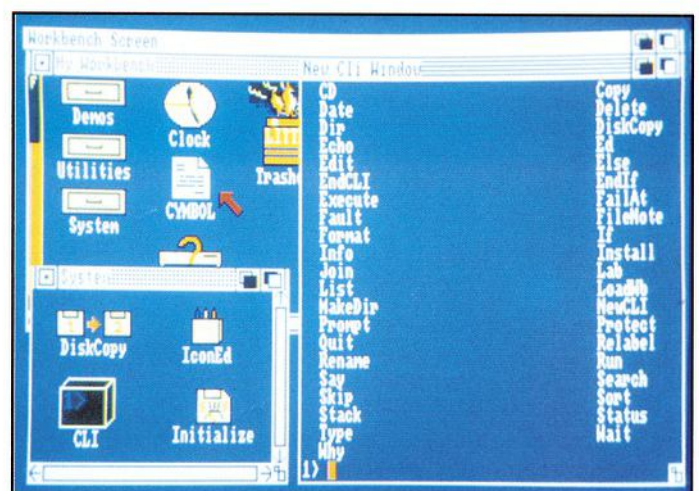 Workbench Screen
My Workbench
New Cli Window
Demos
Clock
Utilities
CYMBOL
Trash
System
System
1
2
DiskCopy
IconEd
1>
CLI
Initialize
CD Copy
Date Delete
Dir DiskCopy
Echo Ed
Edit Else
EndCLI EndIf
Execute FailAt
Fault FileNote
Format If
Info Install
Join Lab
List LoadWb
MakeDir NewCLI
Prompt Protect
Quit Relabel
Rename Run
Say Search
Skip Sort
Stack Status
Type Wait
Why
1>